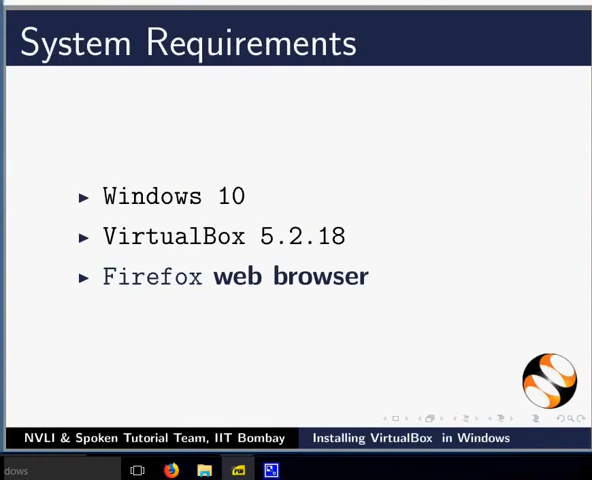 System Requirements
Windows 10
VirtualBox 5.2.18
Firefox web browser
NVLI & Spoken Tutorial Team, IIT Bombay
Installing VirtualBox in Windows
dows